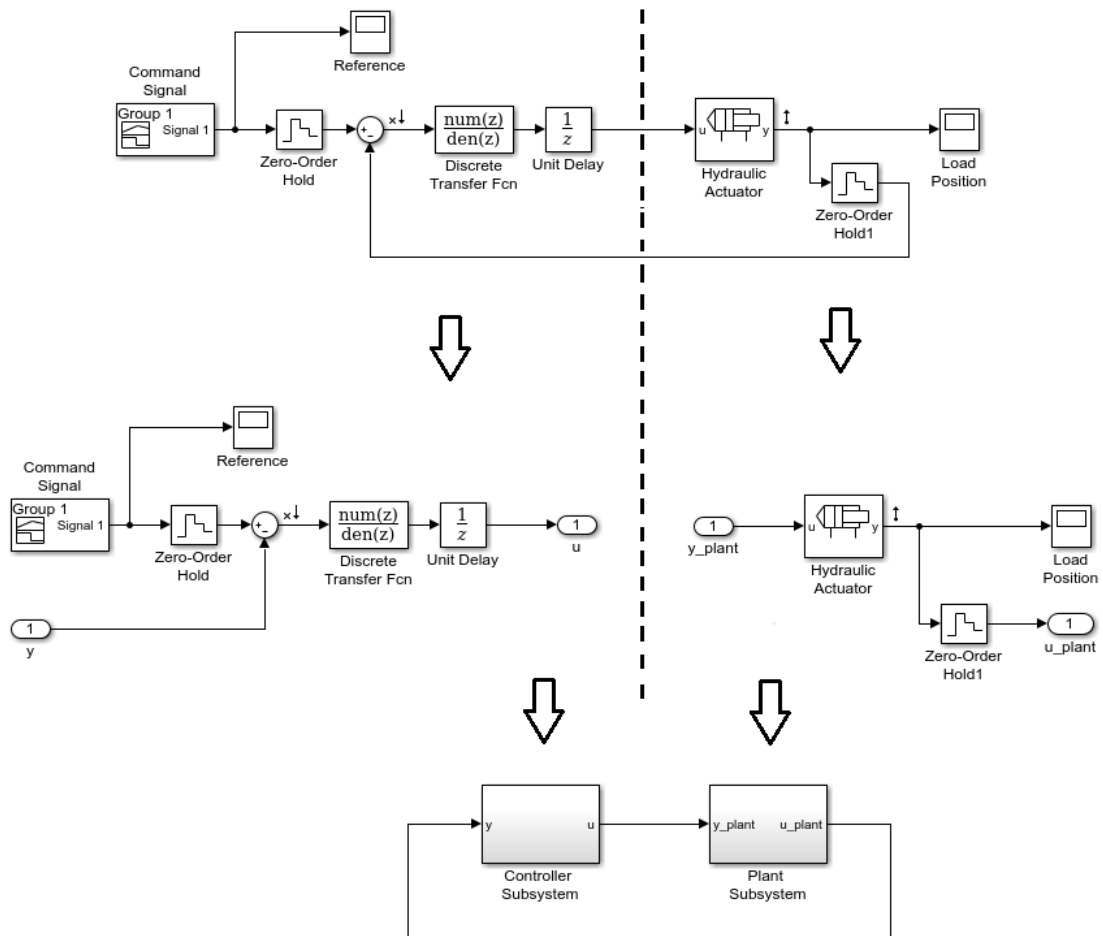 Reference
Command
Signal
Group 1
Signal 1
Zero-Order
Hold
+
-
×
num(z)
den(z)
Discrete
Transfer Fcn
1
z
Unit Delay
u
y
Hydraulic
Actuator
Load
Position
Zero-Order
Hold1
Reference
Command
Signal
Group 1
Signal 1
Zero-Order
Hold
+
-
×
num(z)
den(z)
Discrete
Transfer Fcn
1
z
Unit Delay
1
u
1
y
1
y_plant
u
y
Hydraulic
Actuator
Load
Position
Zero-Order
Hold1
1
u_plant
y
u
Controller
Subsystem
y_plant
u_plant
Plant
Subsystem